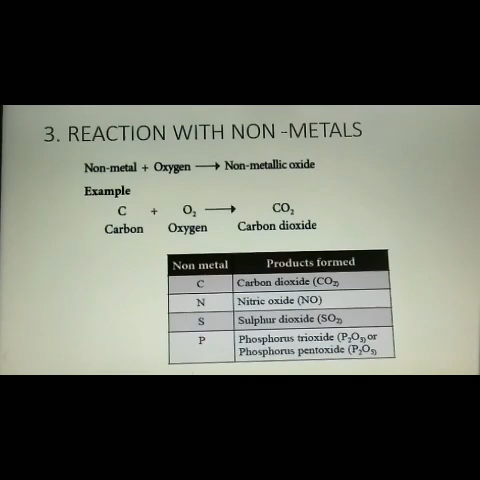 3. REACTION WITH NON -METALS
Non-metal + Oxygen ⟶ Non-metallic oxide
Example
C + O₂ ⟶ CO₂
Carbon Oxygen Carbon dioxide
Non metal Products formed
C Carbon dioxide (CO₂)
N Nitric oxide (NO)
S Sulphur dioxide (SO₂)
P Phosphorus trioxide (P₂O₃) or
Phosphorus pentoxide (P₂O₅)